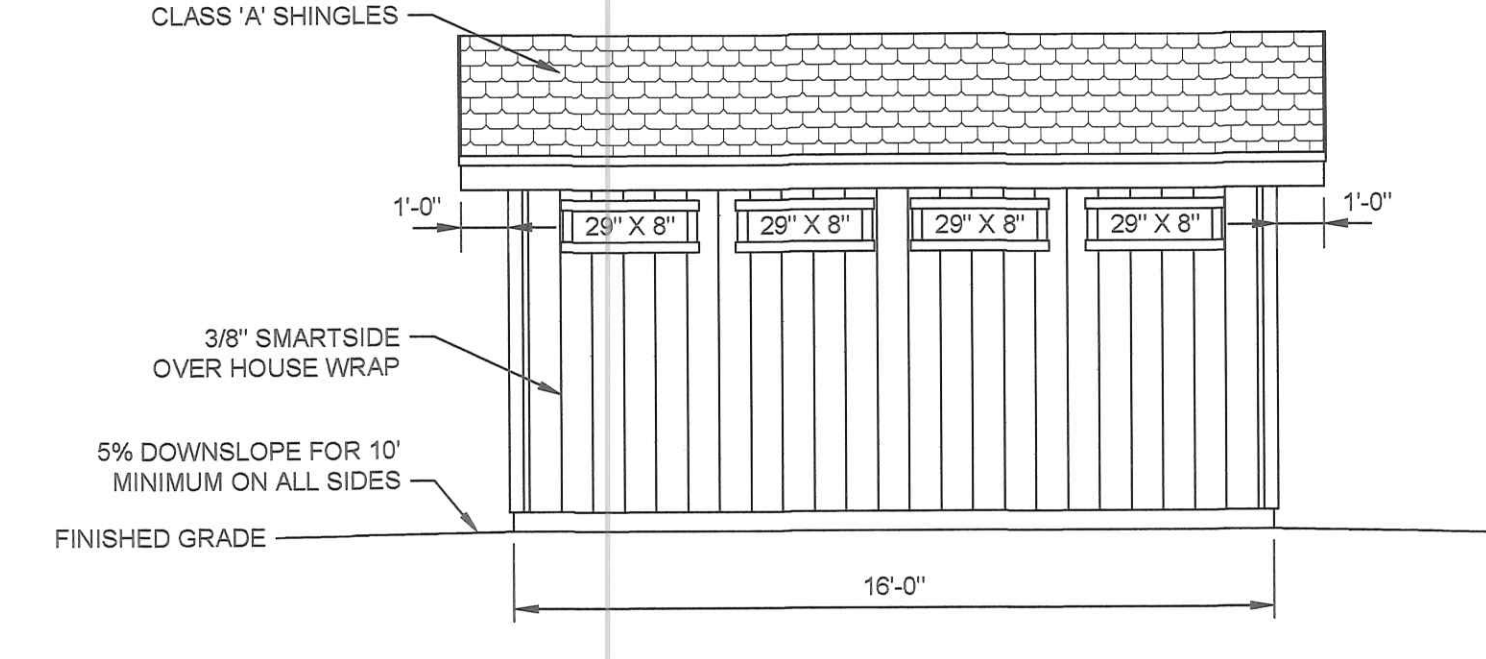 CLASS 'A' SHINGLES
1'-0"
29" X 8"
29" X 8"
29" X 8"
29" X 8"
1'-0"
3/8" SMARTSIDE
OVER HOUSE WRAP
5% DOWNSLOPE FOR 10'
MINIMUM ON ALL SIDES
FINISHED GRADE
16'-0"